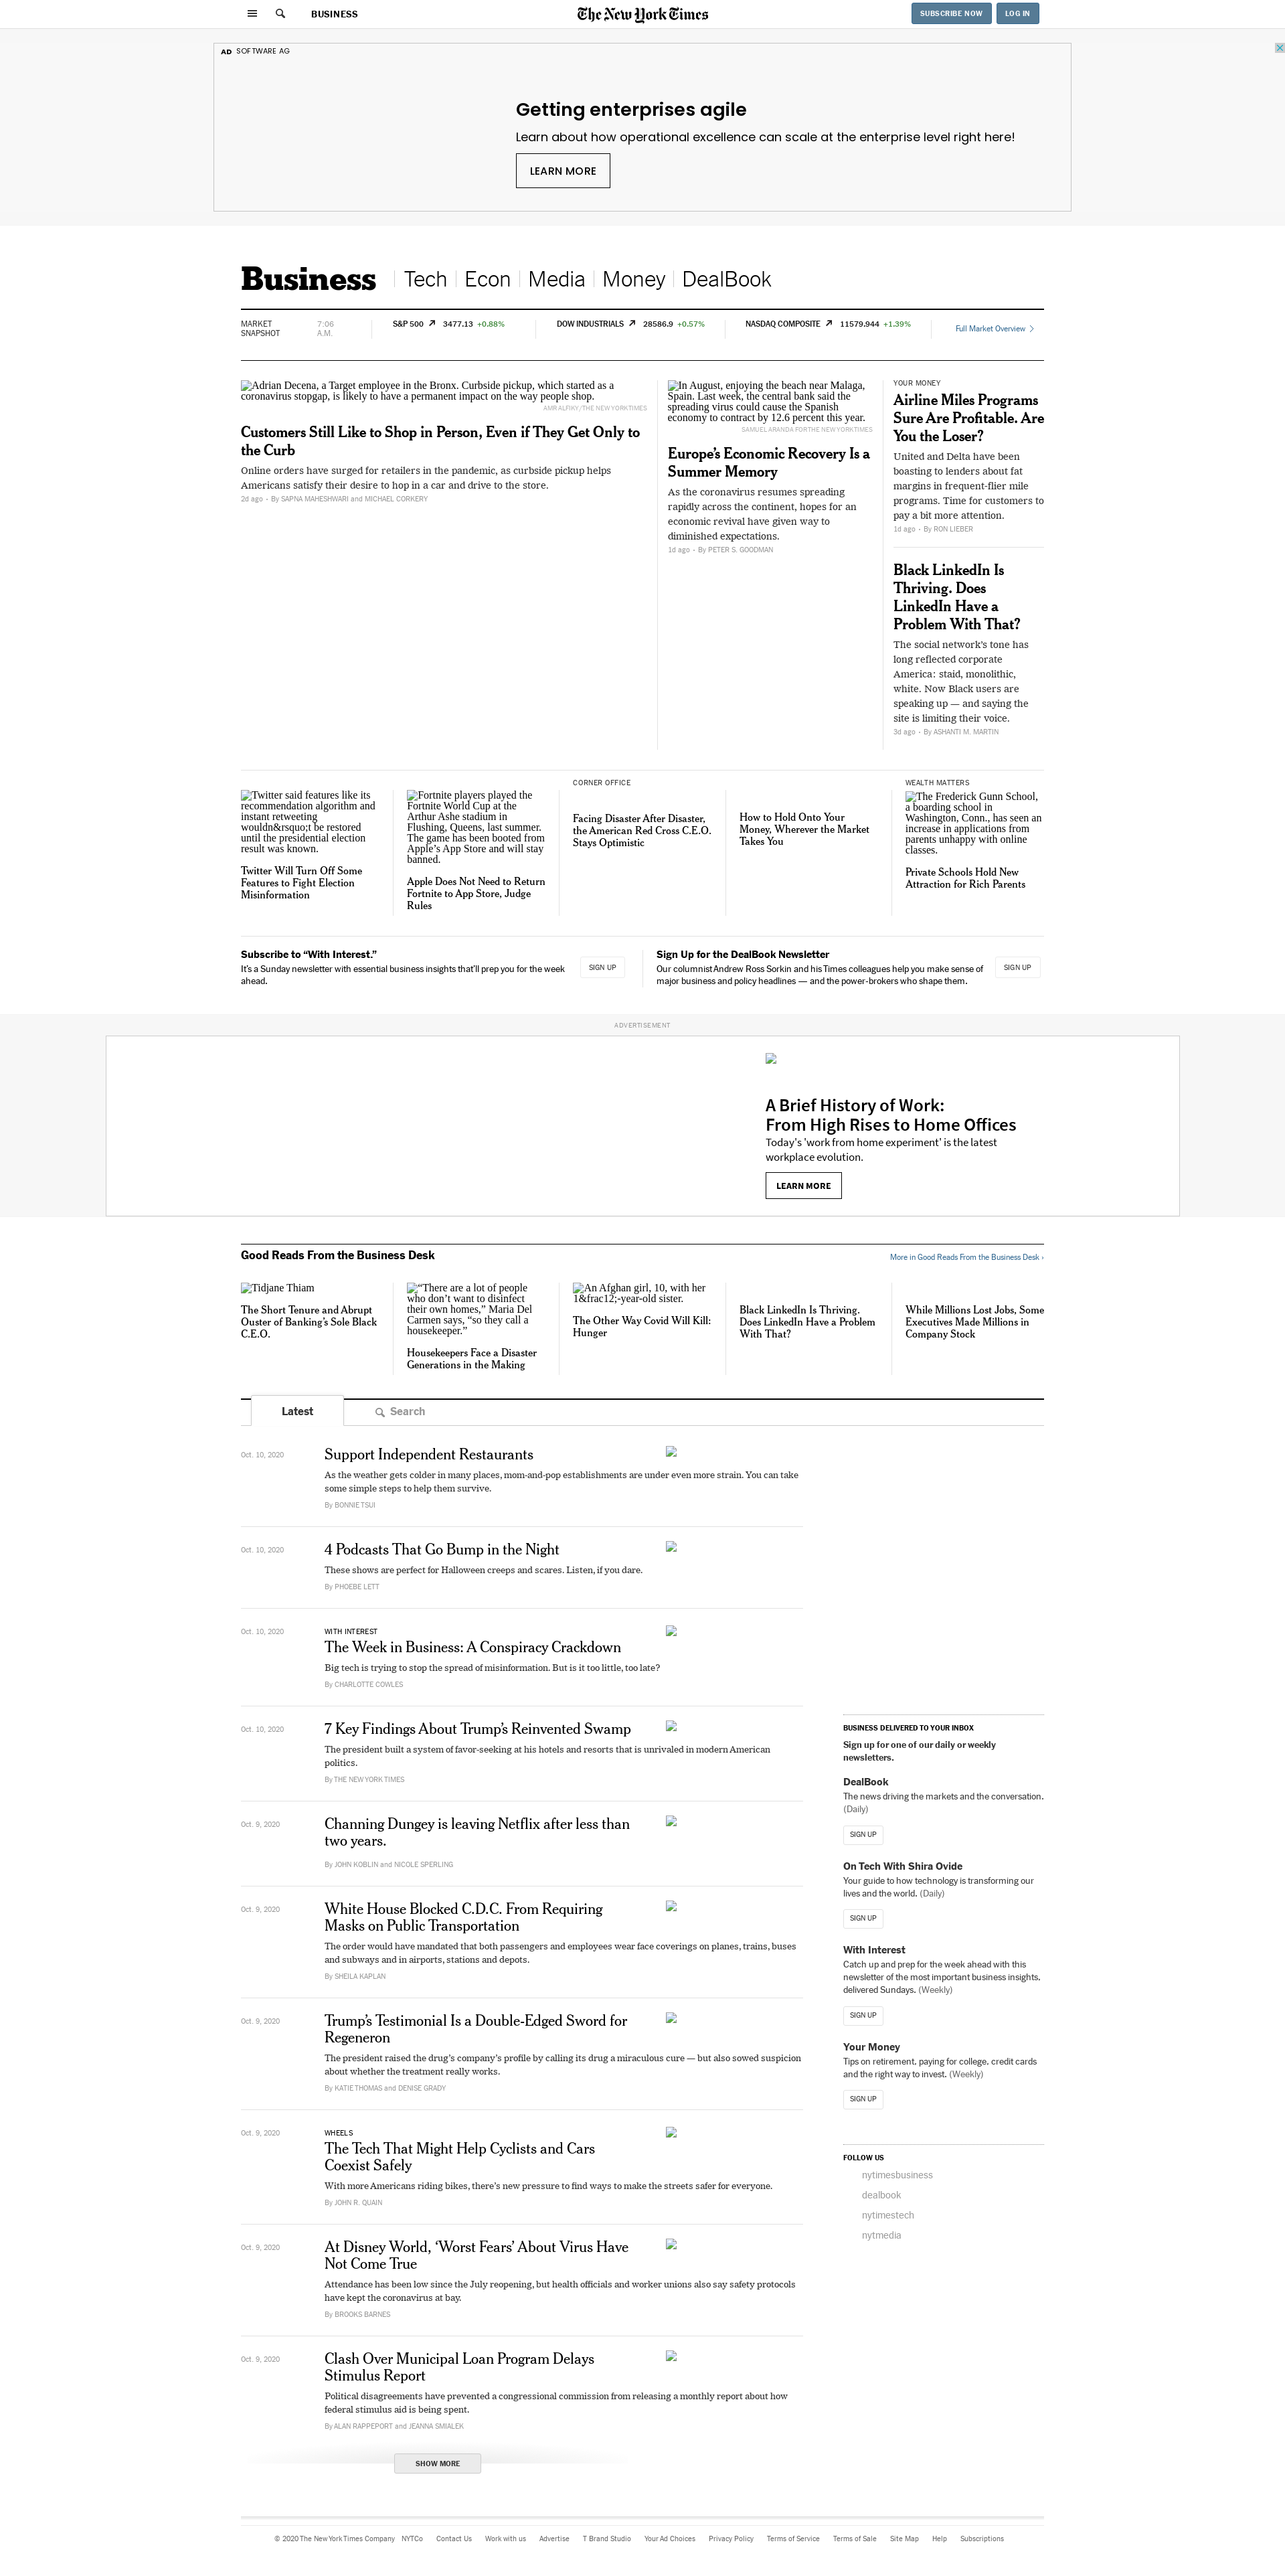 BUSINESS
The New York Times
SUBSCRIBE NOW
LOG IN
AD SOFTWARE AG
Getting enterprises agile
Learn about how operational excellence can scale at the enterprise level right here!
LEARN MORE
Business
Tech
Econ
Media
Money
DealBook
MARKET
SNAPSHOT
7:06
A.M.
S&P 500 3477.13 +0.88%
DOW INDUSTRIALS 28586.9 +0.57%
NASDAQ COMPOSITE 11579.944 +1.39%
Full Market Overview
Adrian Decena, a Target employee in the Bronx. Curbside pickup, which started as a
coronavirus stopgap, is likely to have a permanent impact on the way people shop.
AMR ALFIKY/THE NEW YORK TIMES
Customers Still Like to Shop in Person, Even if They Get Only to
the Curb
Online orders have surged for retailers in the pandemic, as curbside pickup helps
Americans satisfy their desire to hop in a car and drive to the store.
2d ago • By SAPNA MAHESHWARI and MICHAEL CORKERY
In August, enjoying the beach near Malaga,
Spain. Last week, the central bank said the
spreading virus could cause the Spanish
economy to contract by 12.6 percent this year.
SAMUEL ARANDA FOR THE NEW YORK TIMES
Europe’s Economic Recovery Is a
Summer Memory
As the coronavirus resumes spreading
rapidly across the continent, hopes for an
economic revival have given way to
diminished expectations.
1d ago • By PETER S. GOODMAN
YOUR MONEY
Airline Miles Programs
Sure Are Profitable. Are
You the Loser?
United and Delta have been
boasting to lenders about fat
margins in frequent-flier mile
programs. Time for customers to
pay a bit more attention.
1d ago • By RON LIEBER
Black LinkedIn Is
Thriving. Does
LinkedIn Have a
Problem With That?
The social network’s tone has
long reflected corporate
America: staid, monolithic,
white. Now Black users are
speaking up — and saying the
site is limiting their voice.
3d ago • By ASHANTI M. MARTIN
Twitter said features like its
recommendation algorithm and
instant retweeting
wouldn&rsquo;t be restored
until the presidential election
result was known.
Twitter Will Turn Off Some
Features to Fight Election
Misinformation
Fortnite players played the
Fortnite World Cup at the
Arthur Ashe stadium in
Flushing, Queens, last summer.
The game has been booted from
Apple’s App Store and will stay
banned.
Apple Does Not Need to Return
Fortnite to App Store, Judge
Rules
CORNER OFFICE
Facing Disaster After Disaster,
the American Red Cross C.E.O.
Stays Optimistic
How to Hold Onto Your
Money, Wherever the Market
Takes You
WEALTH MATTERS
The Frederick Gunn School,
a boarding school in
Washington, Conn., has seen an
increase in applications from
parents unhappy with online
classes.
Private Schools Hold New
Attraction for Rich Parents
Subscribe to “With Interest.”
It’s a Sunday newsletter with essential business insights that’ll prep you for the week
ahead.
SIGN UP
Sign Up for the DealBook Newsletter
Our columnist Andrew Ross Sorkin and his Times colleagues help you make sense of
major business and policy headlines — and the power-brokers who shape them.
SIGN UP
ADVERTISEMENT
A Brief History of Work:
From High Rises to Home Offices
Today's 'work from home experiment' is the latest
workplace evolution.
LEARN MORE
Good Reads From the Business Desk
More in Good Reads From the Business Desk ›
Tidjane Thiam
The Short Tenure and Abrupt
Ouster of Banking’s Sole Black
C.E.O.
“There are a lot of people
who don’t want to disinfect
their own homes,” Maria Del
Carmen says, “so they call a
housekeeper.”
Housekeepers Face a Disaster
Generations in the Making
An Afghan girl, 10, with her
1&frac12;-year-old sister.
The Other Way Covid Will Kill:
Hunger
Black LinkedIn Is Thriving.
Does LinkedIn Have a Problem
With That?
While Millions Lost Jobs, Some
Executives Made Millions in
Company Stock
Latest
Search
Oct. 10, 2020
Support Independent Restaurants
As the weather gets colder in many places, mom-and-pop establishments are under even more strain. You can take
some simple steps to help them survive.
By BONNIE TSUI
Oct. 10, 2020
4 Podcasts That Go Bump in the Night
These shows are perfect for Halloween creeps and scares. Listen, if you dare.
By PHOEBE LETT
Oct. 10, 2020
WITH INTEREST
The Week in Business: A Conspiracy Crackdown
Big tech is trying to stop the spread of misinformation. But is it too little, too late?
By CHARLOTTE COWLES
Oct. 10, 2020
7 Key Findings About Trump’s Reinvented Swamp
The president built a system of favor-seeking at his hotels and resorts that is unrivaled in modern American
politics.
By THE NEW YORK TIMES
Oct. 9, 2020
Channing Dungey is leaving Netflix after less than
two years.
By JOHN KOBLIN and NICOLE SPERLING
Oct. 9, 2020
White House Blocked C.D.C. From Requiring
Masks on Public Transportation
The order would have mandated that both passengers and employees wear face coverings on planes, trains, buses
and subways and in airports, stations and depots.
By SHEILA KAPLAN
Oct. 9, 2020
Trump’s Testimonial Is a Double-Edged Sword for
Regeneron
The president raised the drug’s company’s profile by calling its drug a miraculous cure — but also sowed suspicion
about whether the treatment really works.
By KATIE THOMAS and DENISE GRADY
Oct. 9, 2020
WHEELS
The Tech That Might Help Cyclists and Cars
Coexist Safely
With more Americans riding bikes, there’s new pressure to find ways to make the streets safer for everyone.
By JOHN R. QUAIN
Oct. 9, 2020
At Disney World, ‘Worst Fears’ About Virus Have
Not Come True
Attendance has been low since the July reopening, but health officials and worker unions also say safety protocols
have kept the coronavirus at bay.
By BROOKS BARNES
Oct. 9, 2020
Clash Over Municipal Loan Program Delays
Stimulus Report
Political disagreements have prevented a congressional commission from releasing a monthly report about how
federal stimulus aid is being spent.
By ALAN RAPPEPORT and JEANNA SMIALEK
SHOW MORE
BUSINESS DELIVERED TO YOUR INBOX
Sign up for one of our daily or weekly
newsletters.
DealBook
The news driving the markets and the conversation.
(Daily)
SIGN UP
On Tech With Shira Ovide
Your guide to how technology is transforming our
lives and the world. (Daily)
SIGN UP
With Interest
Catch up and prep for the week ahead with this
newsletter of the most important business insights,
delivered Sundays. (Weekly)
SIGN UP
Your Money
Tips on retirement, paying for college, credit cards
and the right way to invest. (Weekly)
SIGN UP
FOLLOW US
nytimesbusiness
dealbook
nytimestech
nytmedia
© 2020 The New York Times Company NYTCo Contact Us Work with us Advertise T Brand Studio Your Ad Choices Privacy Policy Terms of Service Terms of Sale Site Map Help Subscriptions